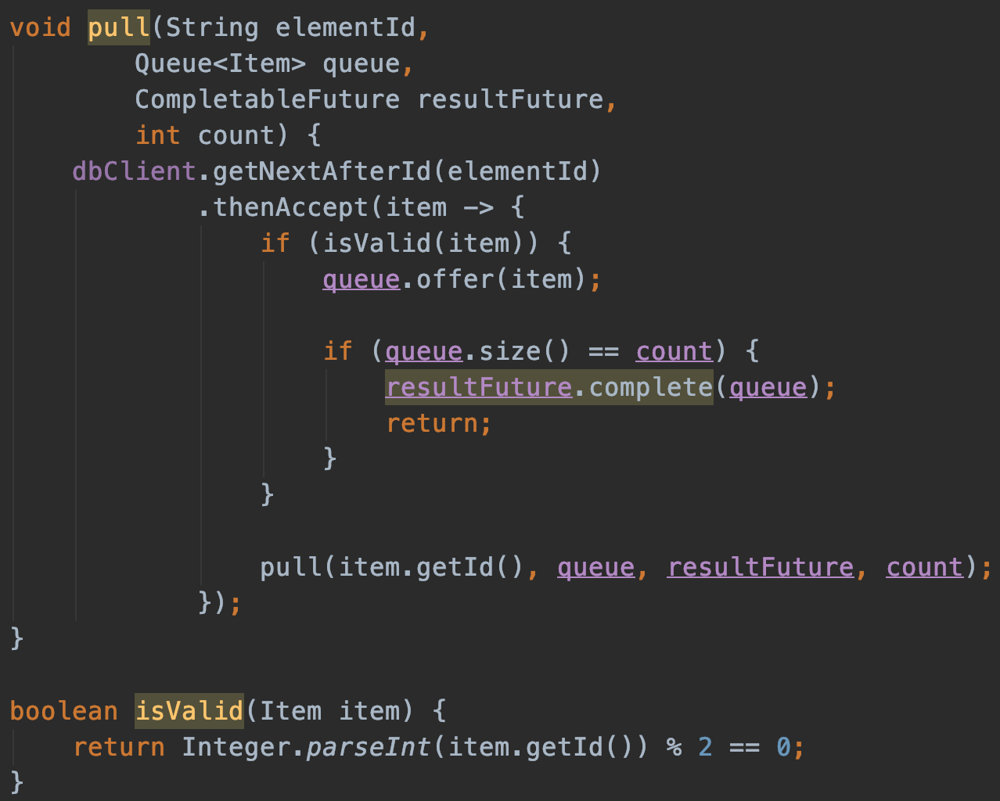 void pull(String elementId,
        Queue<Item> queue,
        CompletableFuture resultFuture,
        int count) {
    dbClient.getNextAfterId(elementId)
            .thenAccept(item -> {
                if (isValid(item)) {
                    queue.offer(item);

                    if (queue.size() == count) {
                        resultFuture.complete(queue);
                        return;
                    }
                }

                pull(item.getId(), queue, resultFuture, count);
            });
}

boolean isValid(Item item) {
    return Integer.parseInt(item.getId()) % 2 == 0;
}